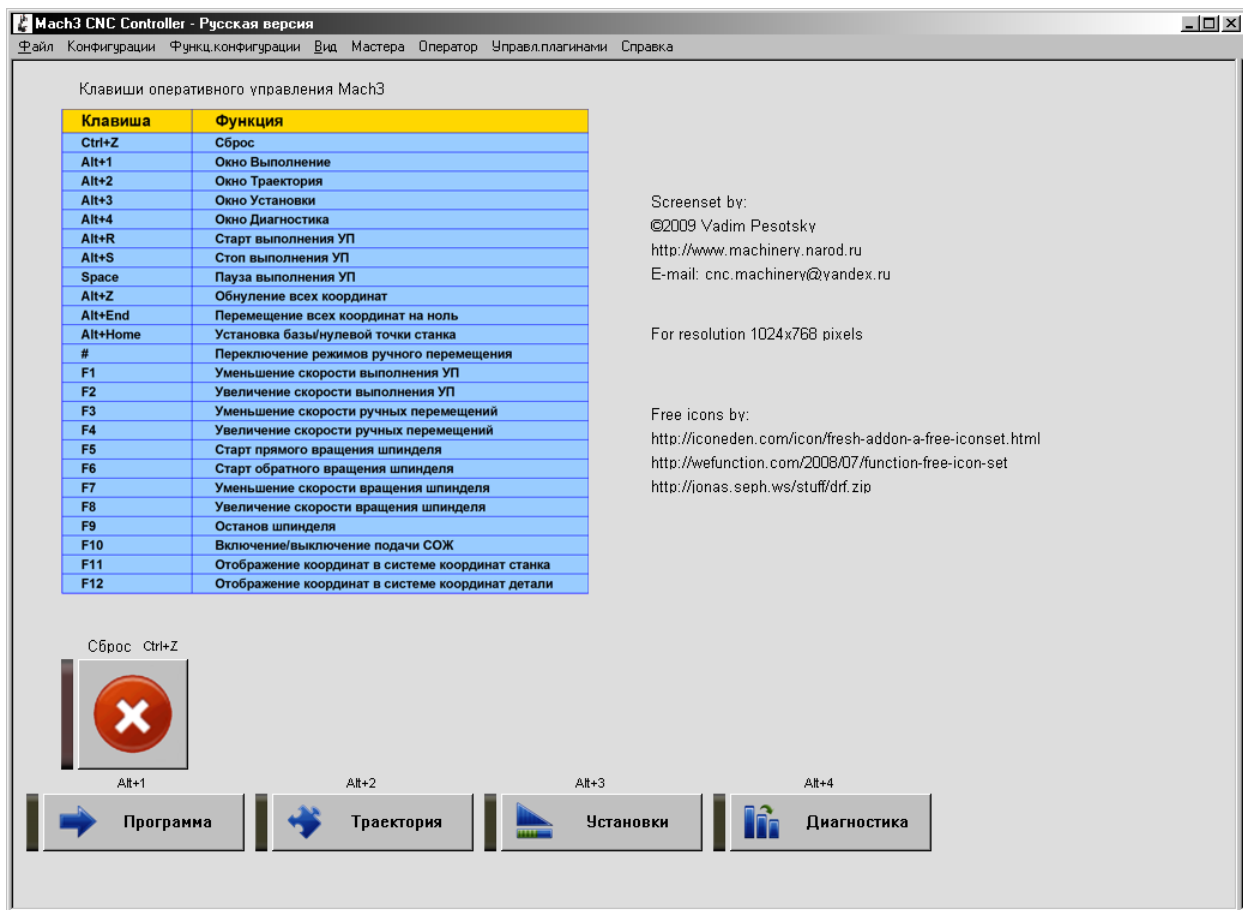 Mach3 CNC Controller - Русская версия
Файл Конфигурации Функц.конфигурации Вид Мастера Оператор Управл.плагинами Справка
Клавиши оперативного управления Mach3
Клавиша Функция
Ctrl+Z Сброс
Alt+1 Окно Выполнение
Alt+2 Окно Траектория
Alt+3 Окно Установки
Alt+4 Окно Диагностика
Alt+R Старт выполнения УП
Alt+S Стоп выполнения УП
Space Пауза выполнения УП
Alt+Z Обнуление всех координат
Alt+End Перемещение всех координат на ноль
Alt+Home Установка базы/нулевой точки станка
# Переключение режимов ручного перемещения
F1 Уменьшение скорости выполнения УП
F2 Увеличение скорости выполнения УП
F3 Уменьшение скорости ручных перемещений
F4 Увеличение скорости ручных перемещений
F5 Старт прямого вращения шпинделя
F6 Старт обратного вращения шпинделя
F7 Уменьшение скорости вращения шпинделя
F8 Увеличение скорости вращения шпинделя
F9 Останов шпинделя
F10 Включение/выключение подачи СОЖ
F11 Отображение координат в системе координат станка
F12 Отображение координат в системе координат детали
Screenset by:
©2009 Vadim Pesotsky
http://www.machinery.narod.ru
E-mail: cnc.machinery@yandex.ru
For resolution 1024x768 pixels
Free icons by:
http://iconeden.com/icon/fresh-addon-a-free-iconset.html
http://wefunction.com/2008/07/function-free-icon-set
http://jonas.seph.ws/stuff/drf.zip
Сброс Ctrl+Z
Alt+1 Alt+2 Alt+3 Alt+4
Программа Траектория Установки Диагностика